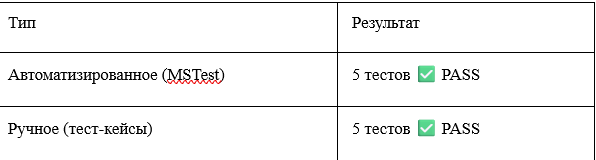 Тип Результат
Автоматизированное (MSTest) 5 тестов ✅ PASS
Ручное (тест-кейсы) 5 тестов ✅ PASS